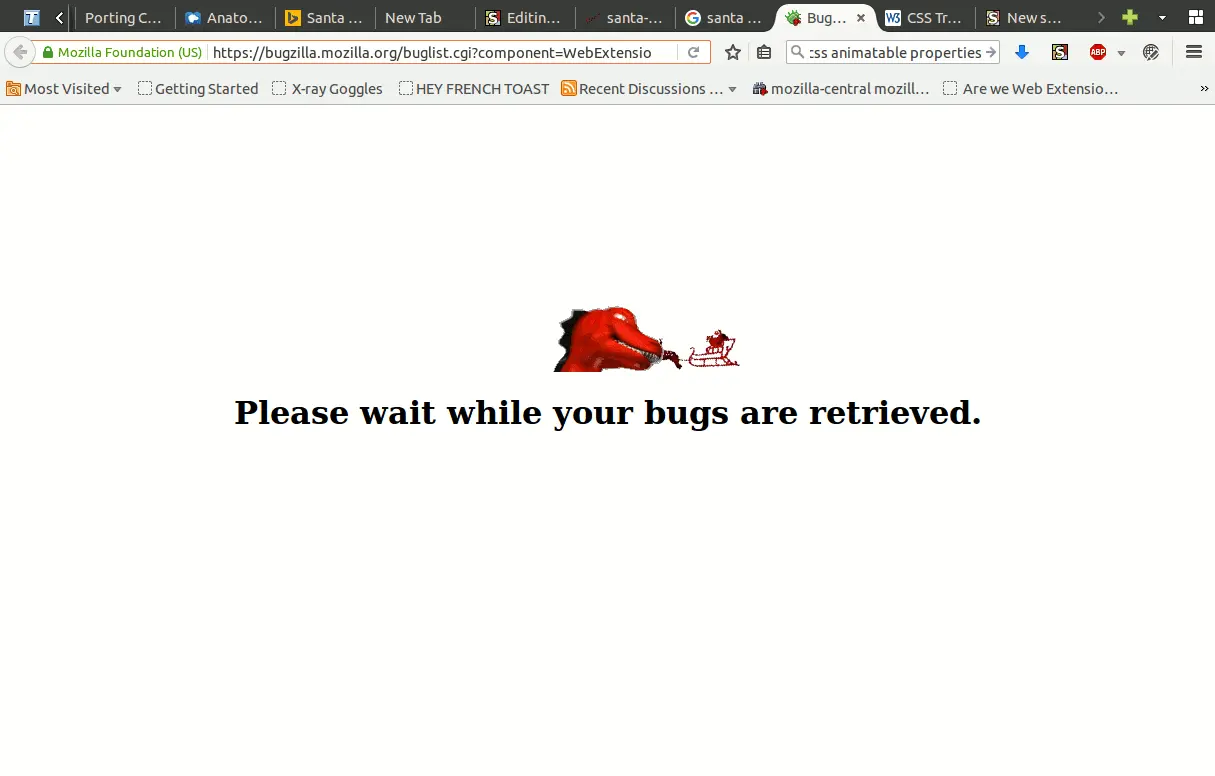 Porting C... Anato... Santa ... New Tab Editin... santa-... santa ... Bug... CSS Tr... New s...
Mozilla Foundation (US) https://bugzilla.mozilla.org/buglist.cgi?component=WebExtensio css animatable properties ABP
Most Visited Getting Started X-ray Goggles HEY FRENCH TOAST Recent Discussions ... mozilla-central mozill... Are we Web Extensio...
Please wait while your bugs are retrieved.